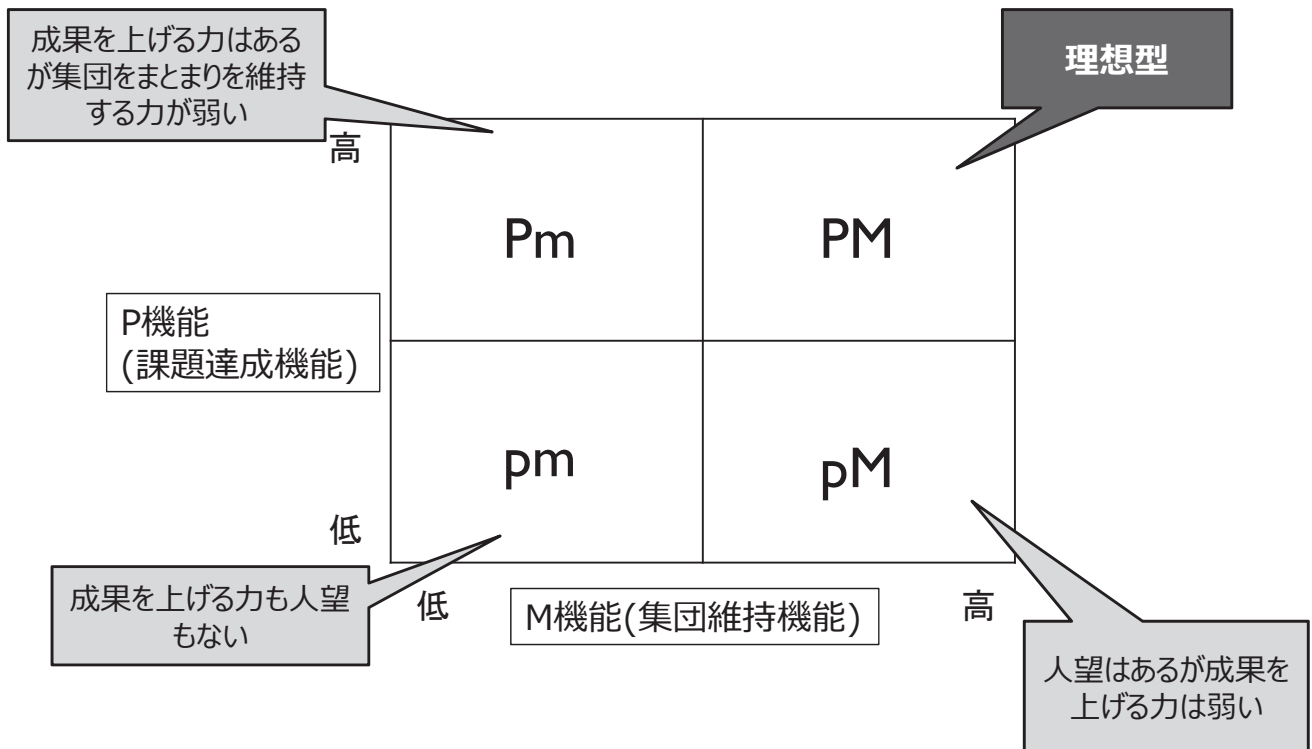 成果を上げる力はある
が集団をまとまりを維持
する力が弱い
理想型
高
Pm
PM
P機能
(課題達成機能)
pm
pM
低
成果を上げる力も人望
もない
低
M機能(集団維持機能)
高
人望はあるが成果を
上げる力は弱い